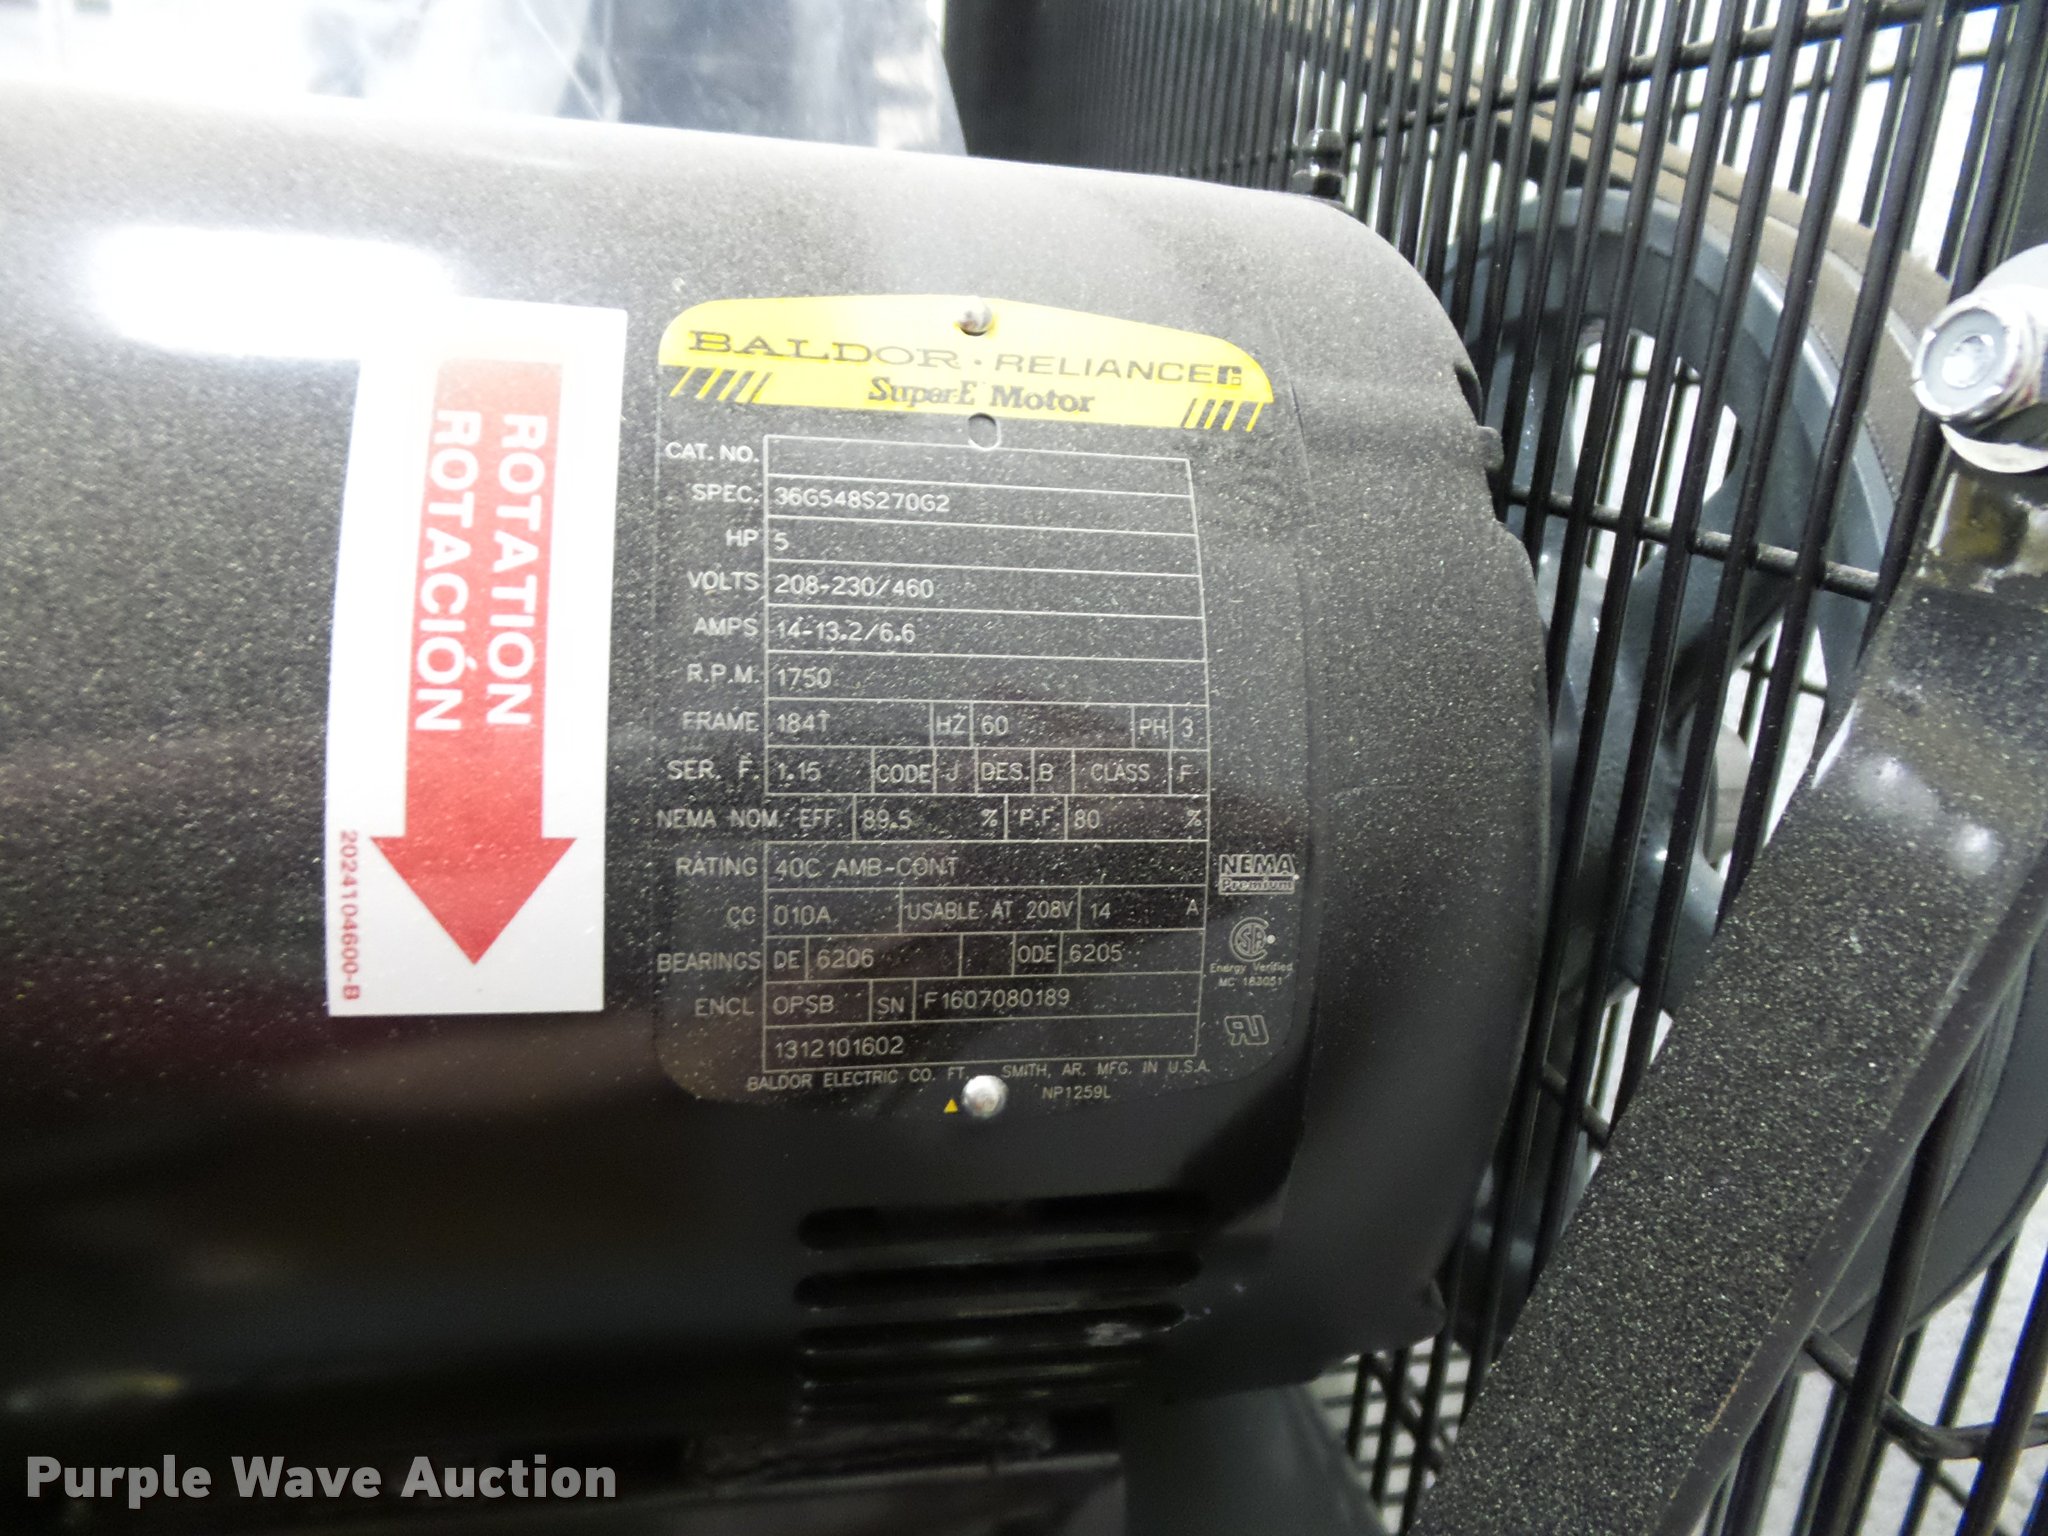 BALDOR · RELIANCE
Super-E Motor
CAT. NO.
SPEC. 36G548S270G2
HP 5
VOLTS 208-230/460
AMPS 14-13.2/6.6
R.P.M. 1750
FRAME 184T HZ 60 PH 3
SER. F. 1.15 CODE J DES. B CLASS F
NEMA NOM. EFF. 89.5 % P.F. 80 %
RATING 40C AMB-CONT
CC 010A USABLE AT 208V 14 A
BEARINGS DE 6206 ODE 6205
ENCL OPSB SN F1607080189
1312101602
BALDOR ELECTRIC CO. FT. SMITH, AR. MFG. IN U.S.A.
NP1259L
NEMA
Premium
Energy Verified
MC 183051
ROTATION
ROTACIÓN
20241104600-B
Purple Wave Auction